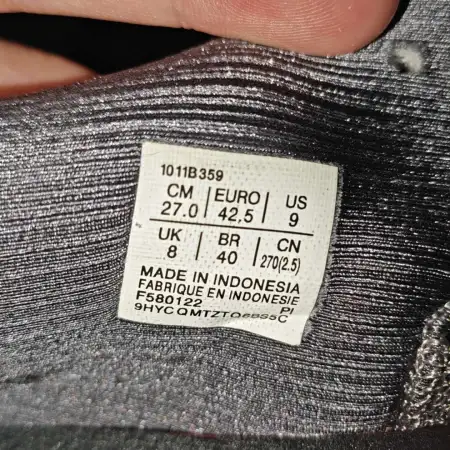 1011B359
CM EURO US
27.0 42.5 9
UK BR CN
8 40 270(2.5)
MADE IN INDONESIA
FABRIQUE EN INDONESIE
F580122 PI